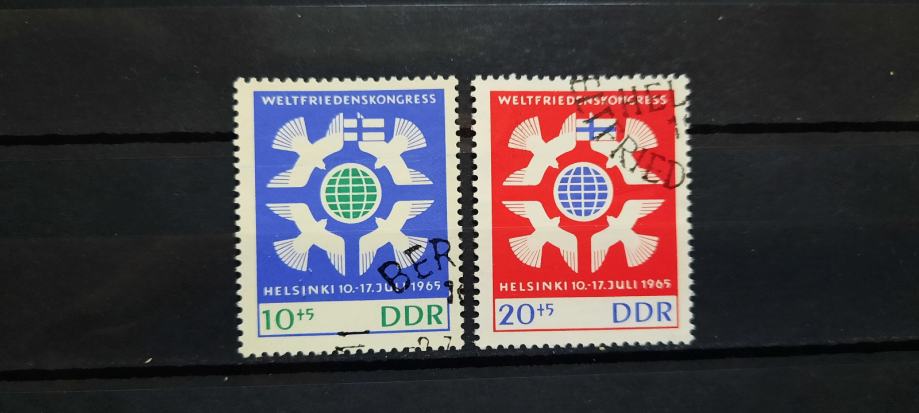 WELTFRIEDENSKONGRESS
HELSINKI 10.-17. JULI 1965
10+5 DDR
BER
WELTFRIEDENSKONGRESS
HELSINKI 10.-17. JULI 1965
20+5 DDR